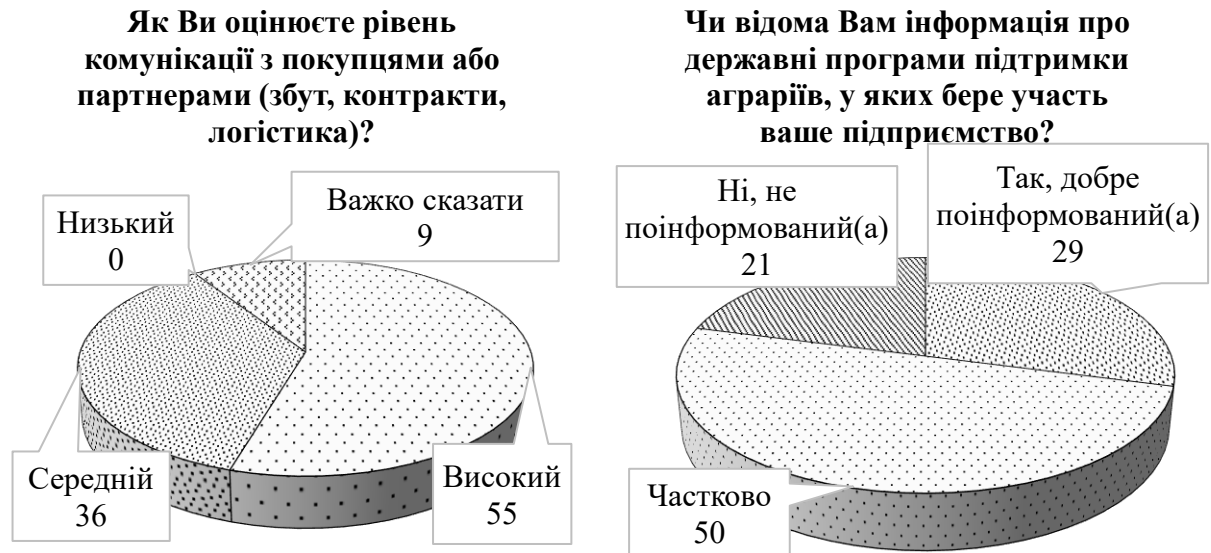 Як Ви оцінюєте рівень
комунікації з покупцями або
партнерами (збут, контракти,
логістика)?
Низький
0
Важко сказати
9
Середній
36
Високий
55
Чи відома Вам інформація про
державні програми підтримки
аграріїв, у яких бере участь
ваше підприємство?
Ні, не
поінформований(а)
21
Так, добре
поінформований(а)
29
Частково
50